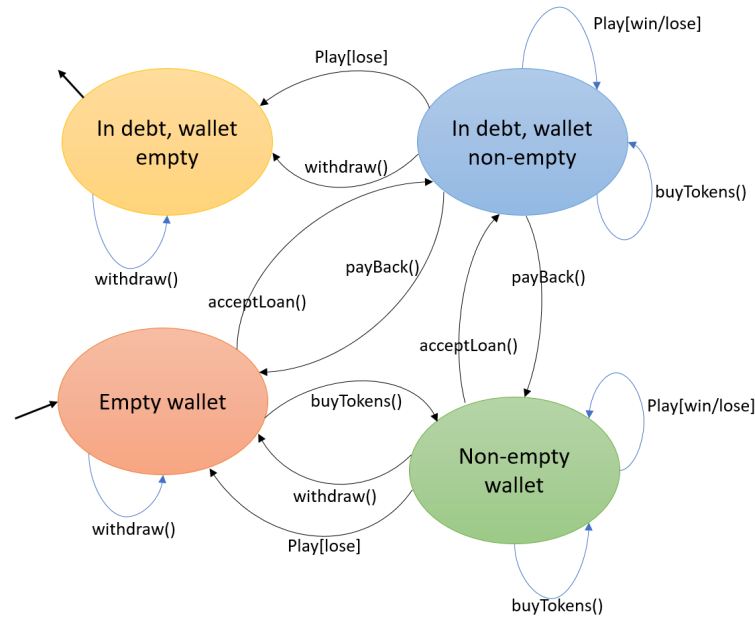 Play[lose]
Play[win/lose]
In debt, wallet
empty
In debt, wallet
non-empty
withdraw()
buyTokens()
withdraw()
payBack()
payBack()
acceptLoan()
acceptLoan()
Empty wallet
buyTokens()
Play[win/lose]
Non-empty
wallet
withdraw()
withdraw()
Play[lose]
buyTokens()